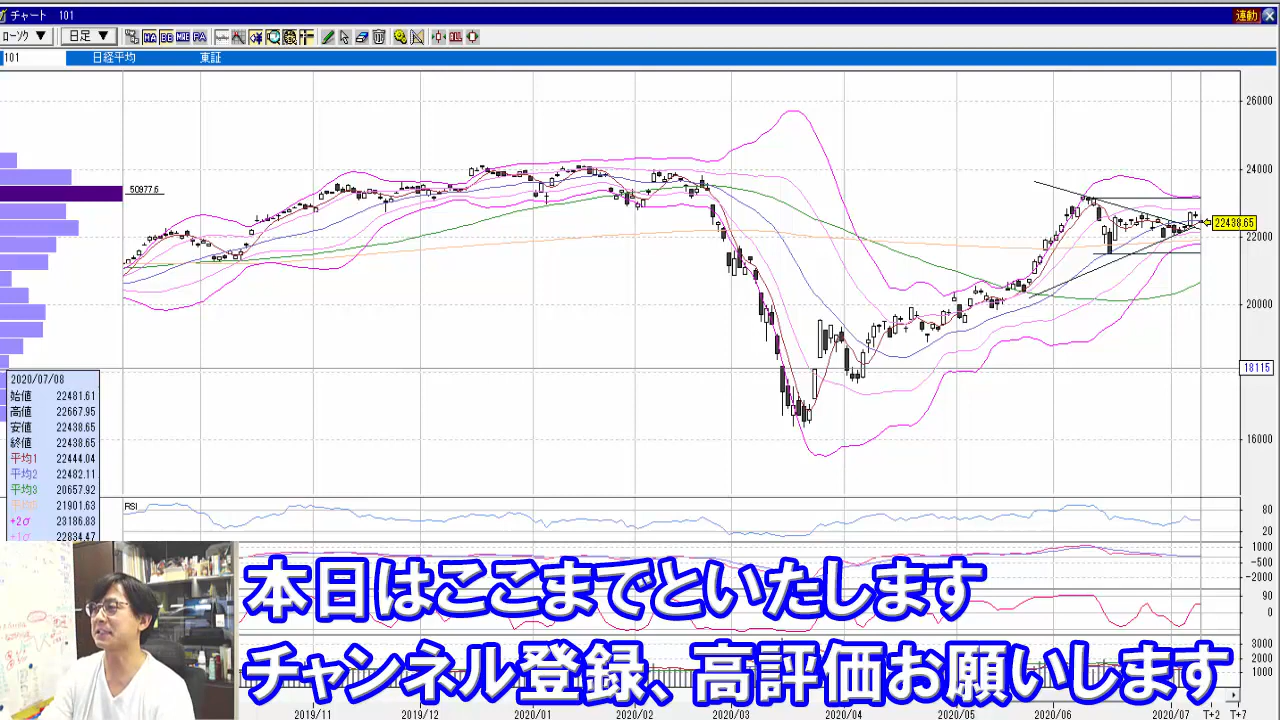 チャート 101 連動
ローソク ▼ 日足 ▼ MA BB MDE PA
101 日経平均 東証
26000
24000
50977.6
22438.65
22000
20000
18115
16000
2020/07/08
始値 22481.61
高値 22667.95
安値 22438.65
終値 22438.65
平均1 22444.04
平均2 22482.11
平均3 20657.92
21901.63
+2σ 23186.83
+1σ 22834.47
RSI
80
20
1000
-500
-2000
90
0
3000
2000
1000
本日はここまでといたします
チャンネル登録、高評価お願いします
2019/11 2019/12 2020/01 2020/02 2020/03 2020/04 2020/05 2020/06 2020/07 T+2 T+7